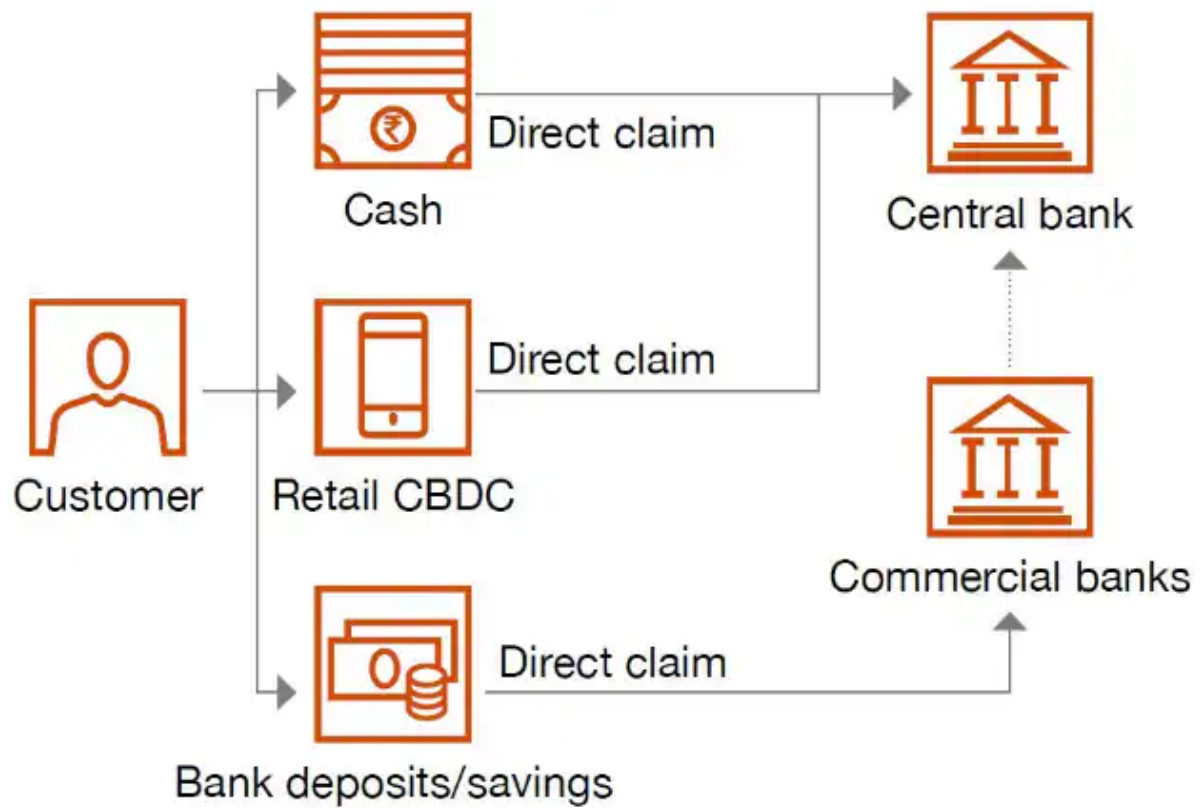 ₹
Direct claim
Cash
Central bank
Direct claim
Customer
Retail CBDC
Commercial banks
Direct claim
Bank deposits/savings